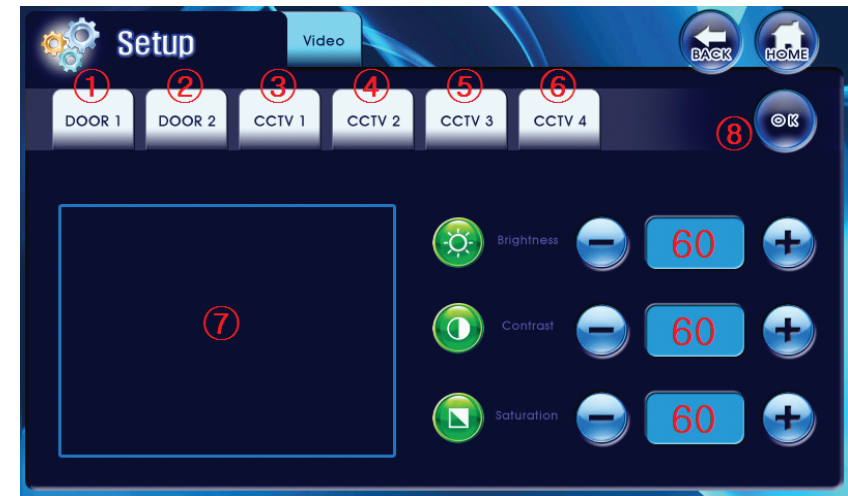 Setup
Video
BACK
HOME
① ② ③ ④ ⑤ ⑥
DOOR 1 DOOR 2 CCTV 1 CCTV 2 CCTV 3 CCTV 4
⑧ OK
⑦
Brightness 60
Contrast 60
Saturation 60